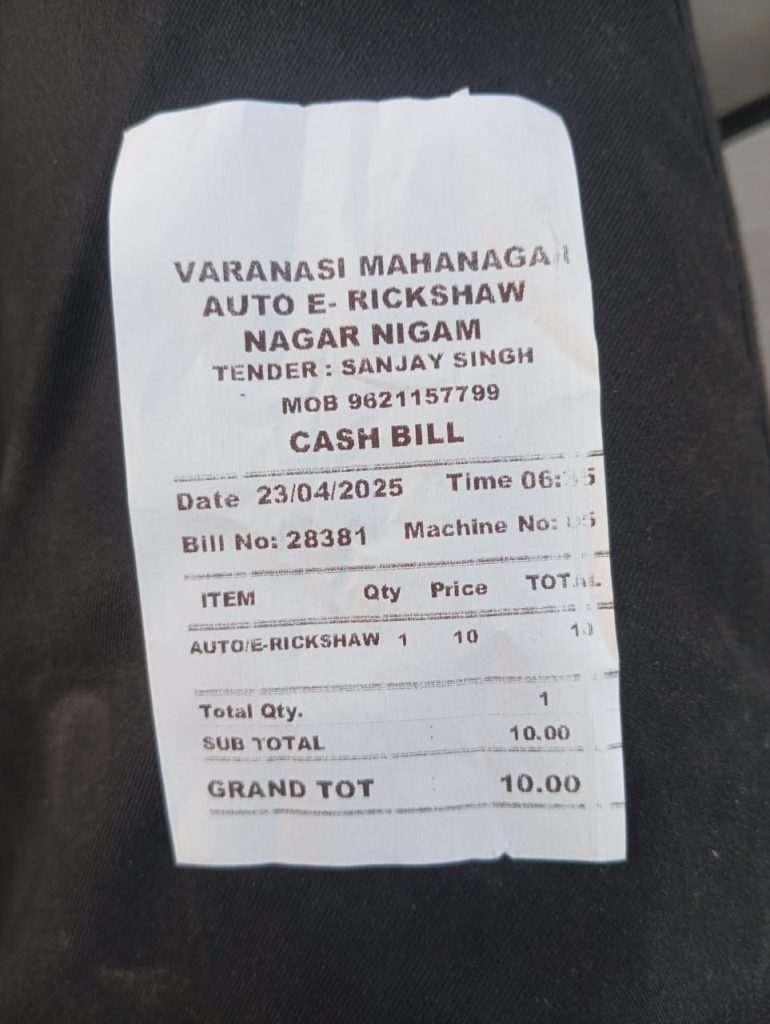 VARANASI MAHANAGAR
AUTO E- RICKSHAW
NAGAR NIGAM
TENDER : SANJAY SINGH
MOB 9621157799
CASH BILL
Date 23/04/2025 Time
Bill No: 28381 Machine No:
ITEM Qty Price TOTAL
AUTO/E-RICKSHAW 1 10 10
Total Qty. 1
SUB TOTAL : 10.00
GRAND TOT : 10.00